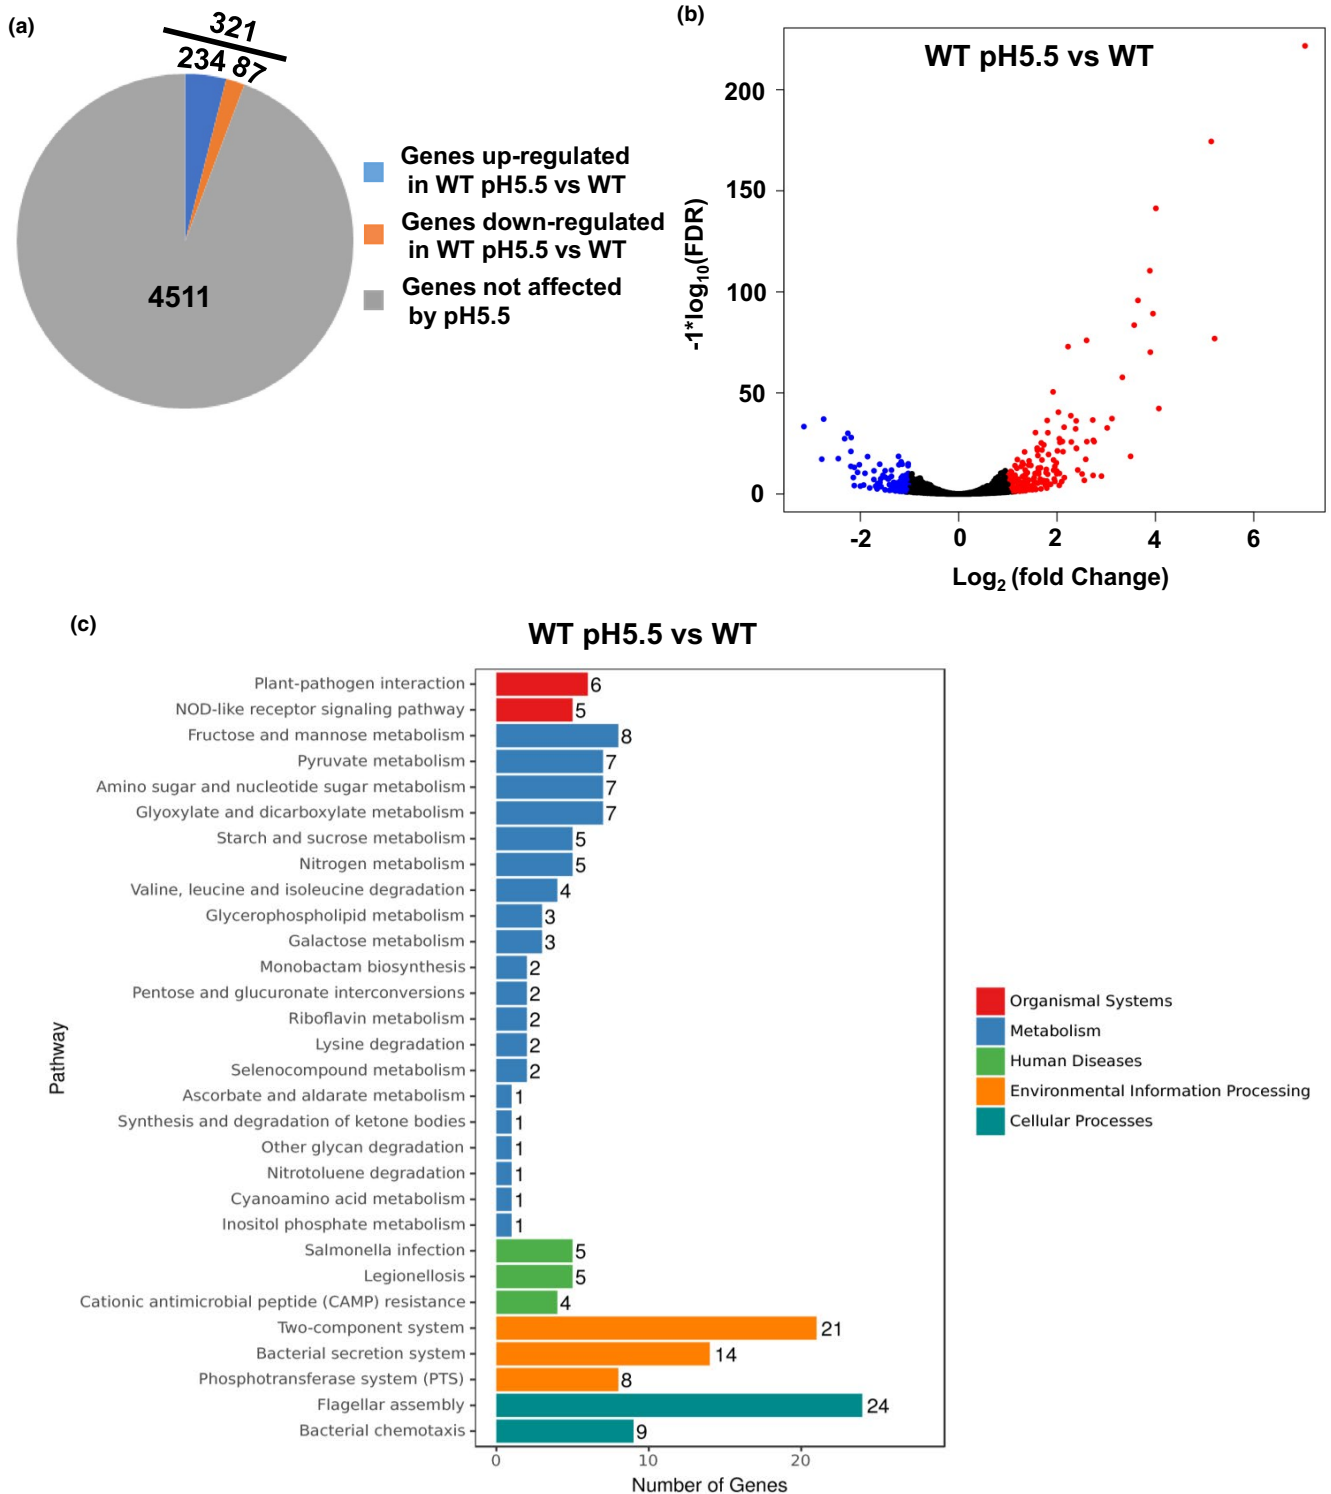 (a)
321
234 87
4511
Genes up-regulated
in WT pH5.5 vs WT
Genes down-regulated
in WT pH5.5 vs WT
Genes not affected
by pH5.5
(b)
WT pH5.5 vs WT
200
150
100
50
0
-1*log10(FDR)
-2 0 2 4 6
Log2 (fold Change)
(c)
WT pH5.5 vs WT
Pathway
Plant-pathogen interaction 6
NOD-like receptor signaling pathway 5
Fructose and mannose metabolism 8
Pyruvate metabolism 7
Amino sugar and nucleotide sugar metabolism 7
Glyoxylate and dicarboxylate metabolism 7
Starch and sucrose metabolism 5
Nitrogen metabolism 5
Valine, leucine and isoleucine degradation 4
Glycerophospholipid metabolism 3
Galactose metabolism 3
Monobactam biosynthesis 2
Pentose and glucuronate interconversions 2
Riboflavin metabolism 2
Lysine degradation 2
Selenocompound metabolism 2
Ascorbate and aldarate metabolism 1
Synthesis and degradation of ketone bodies 1
Other glycan degradation 1
Nitrotoluene degradation 1
Cyanoamino acid metabolism 1
Inositol phosphate metabolism 1
Salmonella infection 5
Legionellosis 5
Cationic antimicrobial peptide (CAMP) resistance 4
Two-component system 21
Bacterial secretion system 14
Phosphotransferase system (PTS) 8
Flagellar assembly 24
Bacterial chemotaxis 9
0 10 20
Number of Genes
Organismal Systems
Metabolism
Human Diseases
Environmental Information Processing
Cellular Processes